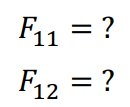 F₁₁ = ?
F₁₂ = ?